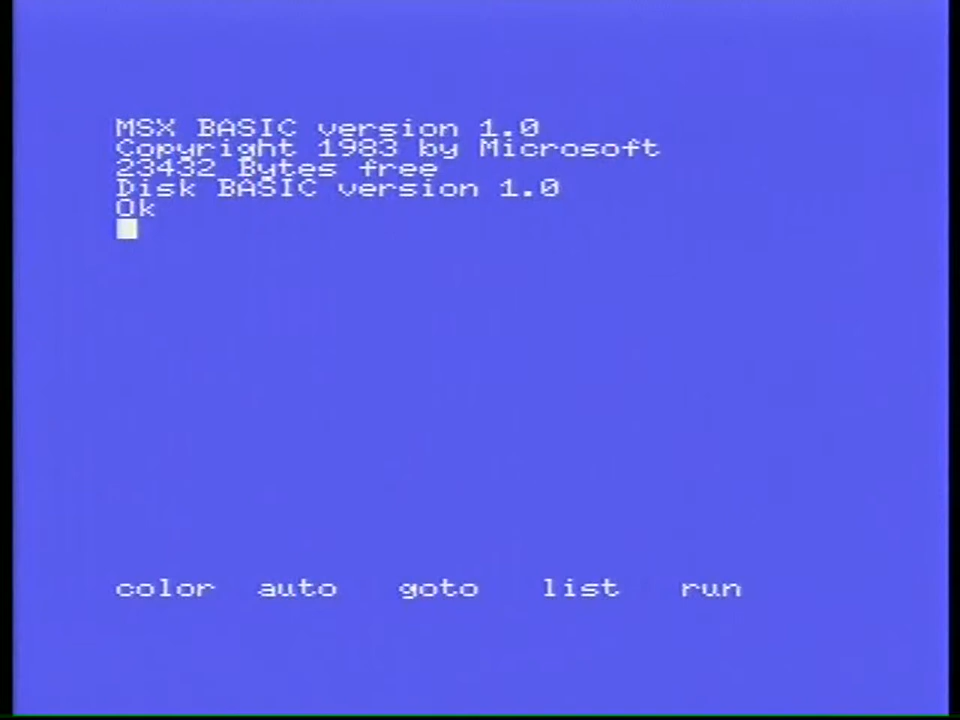 MSX BASIC version 1.0
Copyright 1983 by Microsoft
23432 Bytes free
Disk BASIC version 1.0
Ok
color auto goto list run